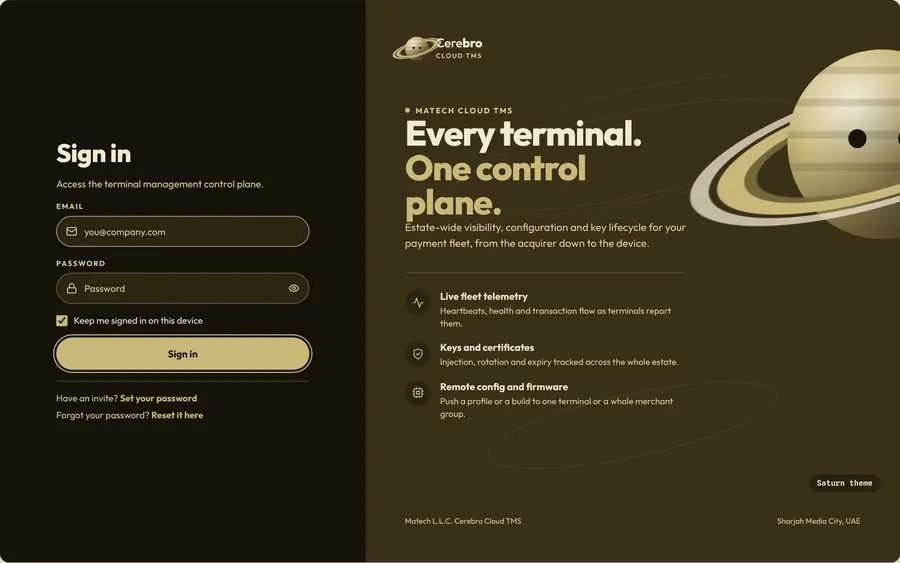 Sign in
Access the terminal management control plane.
EMAIL
you@company.com
PASSWORD
Password
Keep me signed in on this device
Sign in
Have an invite? Set your password
Forgot your password? Reset it here
Cerebro
CLOUD TMS
MATECH CLOUD TMS
Every terminal.
One control
plane.
Estate-wide visibility, configuration and key lifecycle for your
payment fleet, from the acquirer down to the device.
Live fleet telemetry
Heartbeats, health and transaction flow as terminals report
them.
Keys and certificates
Injection, rotation and expiry tracked across the whole estate.
Remote config and firmware
Push a profile or a build to one terminal or a whole merchant
group.
Saturn theme
Matech L.L.C. Cerebro Cloud TMS
Sharjah Media City, UAE